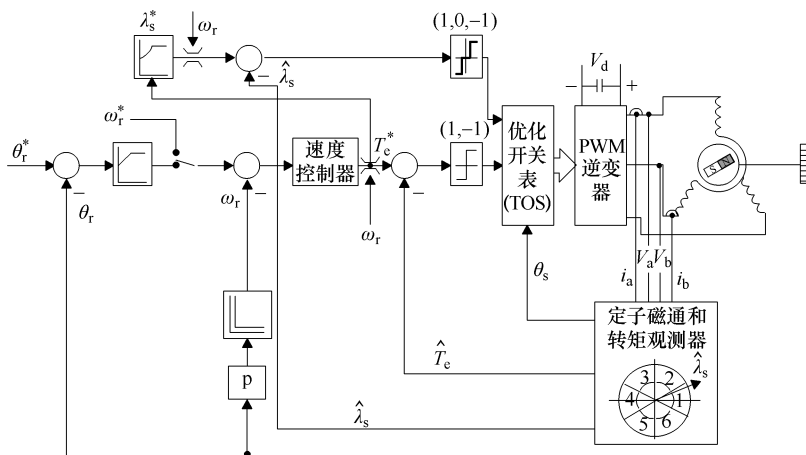 λs* ωr (1,0,−1)
− λ̂s
− Vd +
ωr* Te* (1,−1)
θr* 速度
控制器
优化
开关
表
(TOS)
PWM
逆变
器
S N
−
θr
ωr − − ωr
θs
Va Vb
ia ib
定子磁通和
转矩观测器
T̂e
λ̂s
3 2
4 1
5 6
p
λ̂s